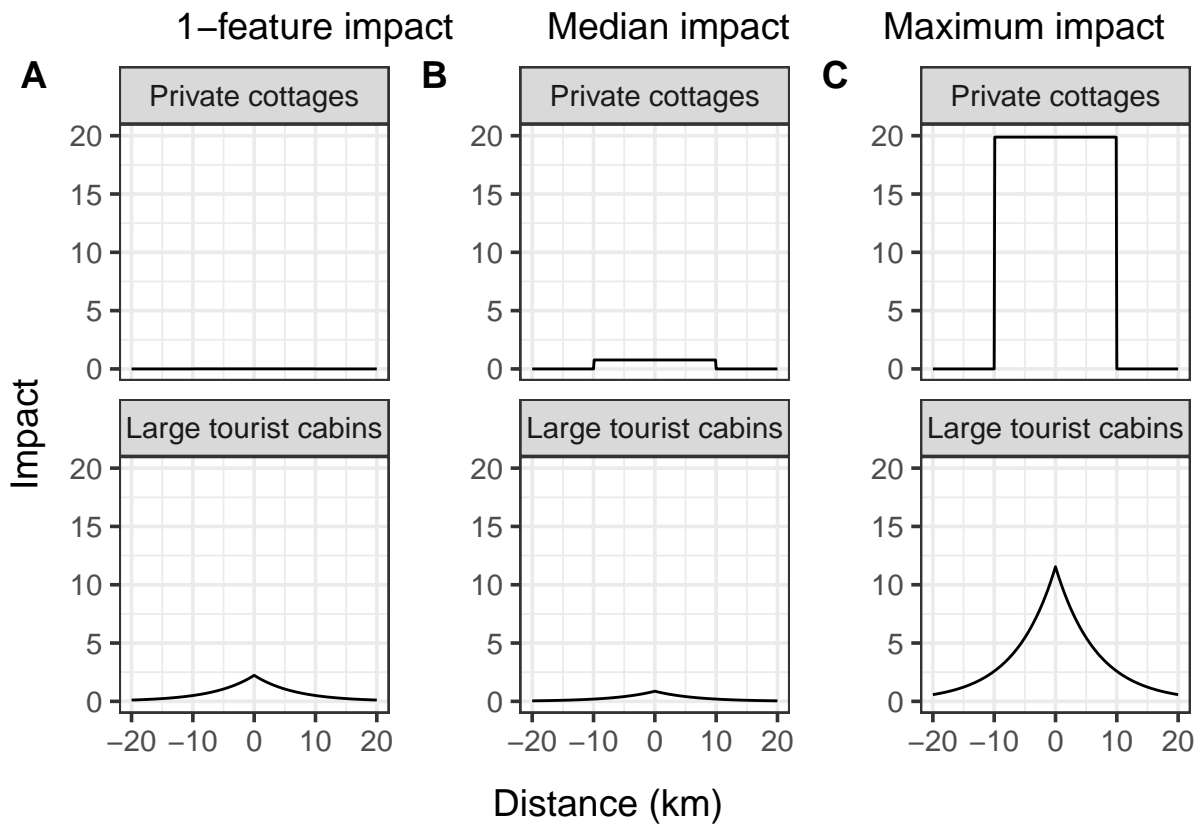 1−feature impact
Median impact
Maximum impact
A
B
C
Private cottages
Private cottages
Private cottages
20
15
10
5
0
20
15
10
5
0
20
15
10
5
0
Impact
Large tourist cabins
Large tourist cabins
Large tourist cabins
20
15
10
5
0
20
15
10
5
0
20
15
10
5
0
−20 −10 0 10 20
−20 −10 0 10 20
−20 −10 0 10 20
Distance (km)